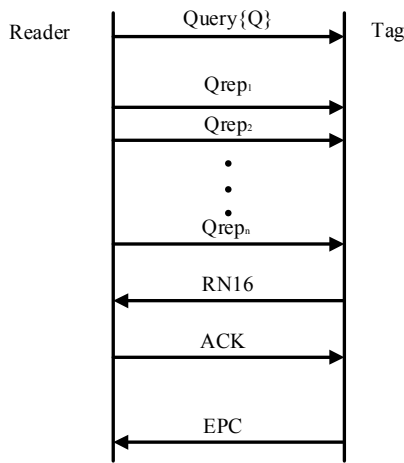 Query{Q}
Reader
Tag
Qrep₁
Qrep₂
Qrepₙ
RN16
ACK
EPC